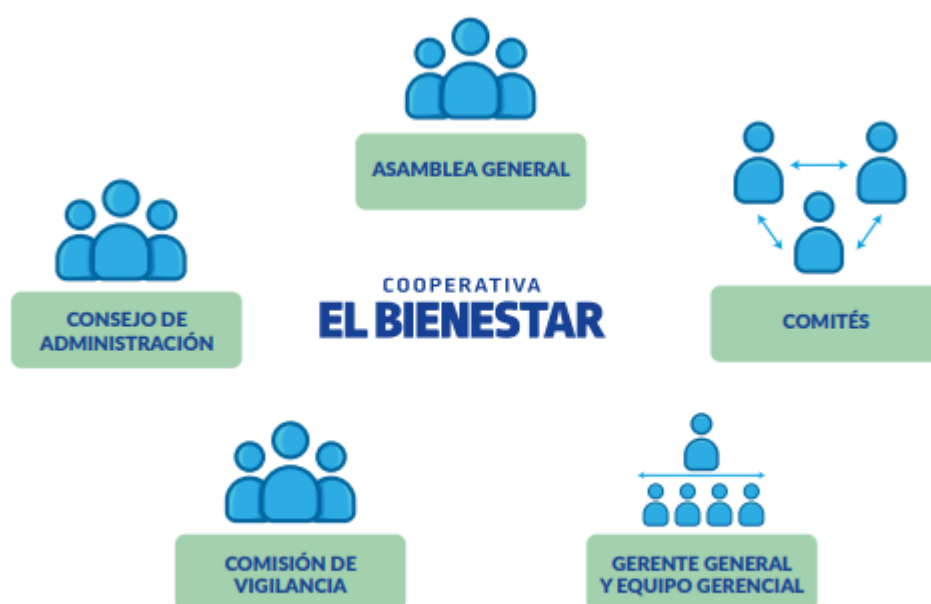 ASAMBLEA GENERAL
CONSEJO DE
ADMINISTRACIÓN
COOPERATIVA
EL BIENESTAR
COMITÉS
COMISIÓN DE
VIGILANCIA
GERENTE GENERAL
Y EQUIPO GERENCIAL